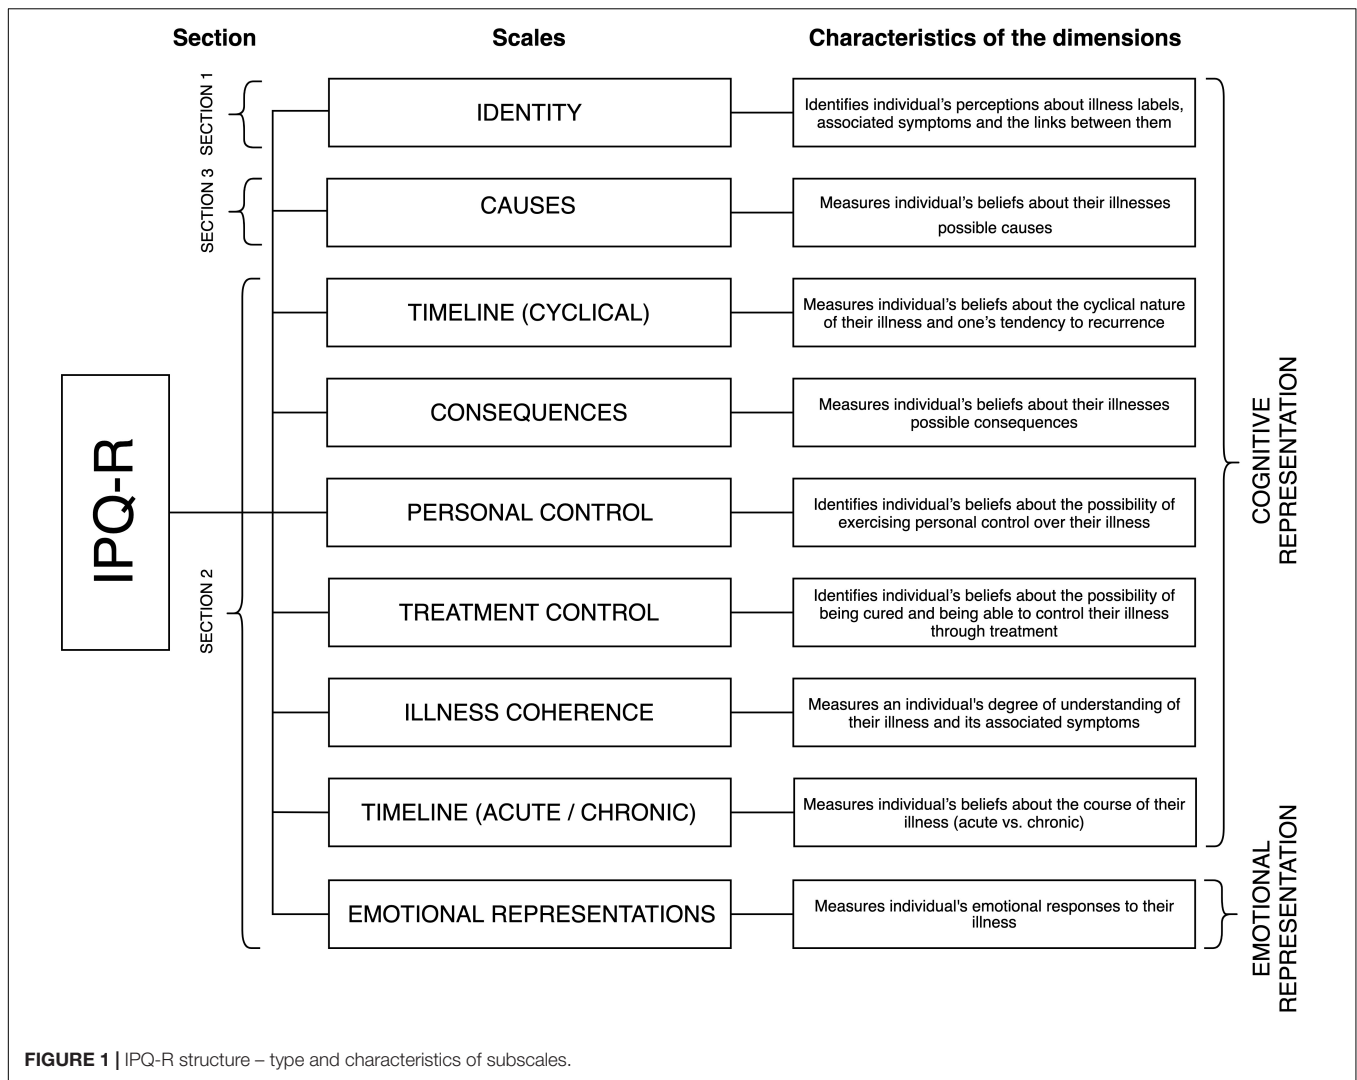 Section Scales Characteristics of the dimensions
SECTION 1
IDENTITY
Identifies individual's perceptions about illness labels,
associated symptoms and the links between them
SECTION 3
CAUSES
Measures individual's beliefs about their illnesses
possible causes
TIMELINE (CYCLICAL)
Measures individual's beliefs about the cyclical nature
of their illness and one's tendency to recurrence
CONSEQUENCES
Measures individual's beliefs about their illnesses
possible consequences
IPQ-R
PERSONAL CONTROL
Identifies individual's beliefs about the possibility of
exercising personal control over their illness
COGNITIVE
REPRESENTATION
SECTION 2
TREATMENT CONTROL
Identifies individual's beliefs about the possibility of
being cured and being able to control their illness
through treatment
ILLNESS COHERENCE
Measures an individual's degree of understanding of
their illness and its associated symptoms
TIMELINE (ACUTE / CHRONIC)
Measures individual's beliefs about the course of their
illness (acute vs. chronic)
EMOTIONAL REPRESENTATIONS
Measures individual's emotional responses to their
illness
EMOTIONAL
REPRESENTATION
FIGURE 1 | IPQ-R structure – type and characteristics of subscales.